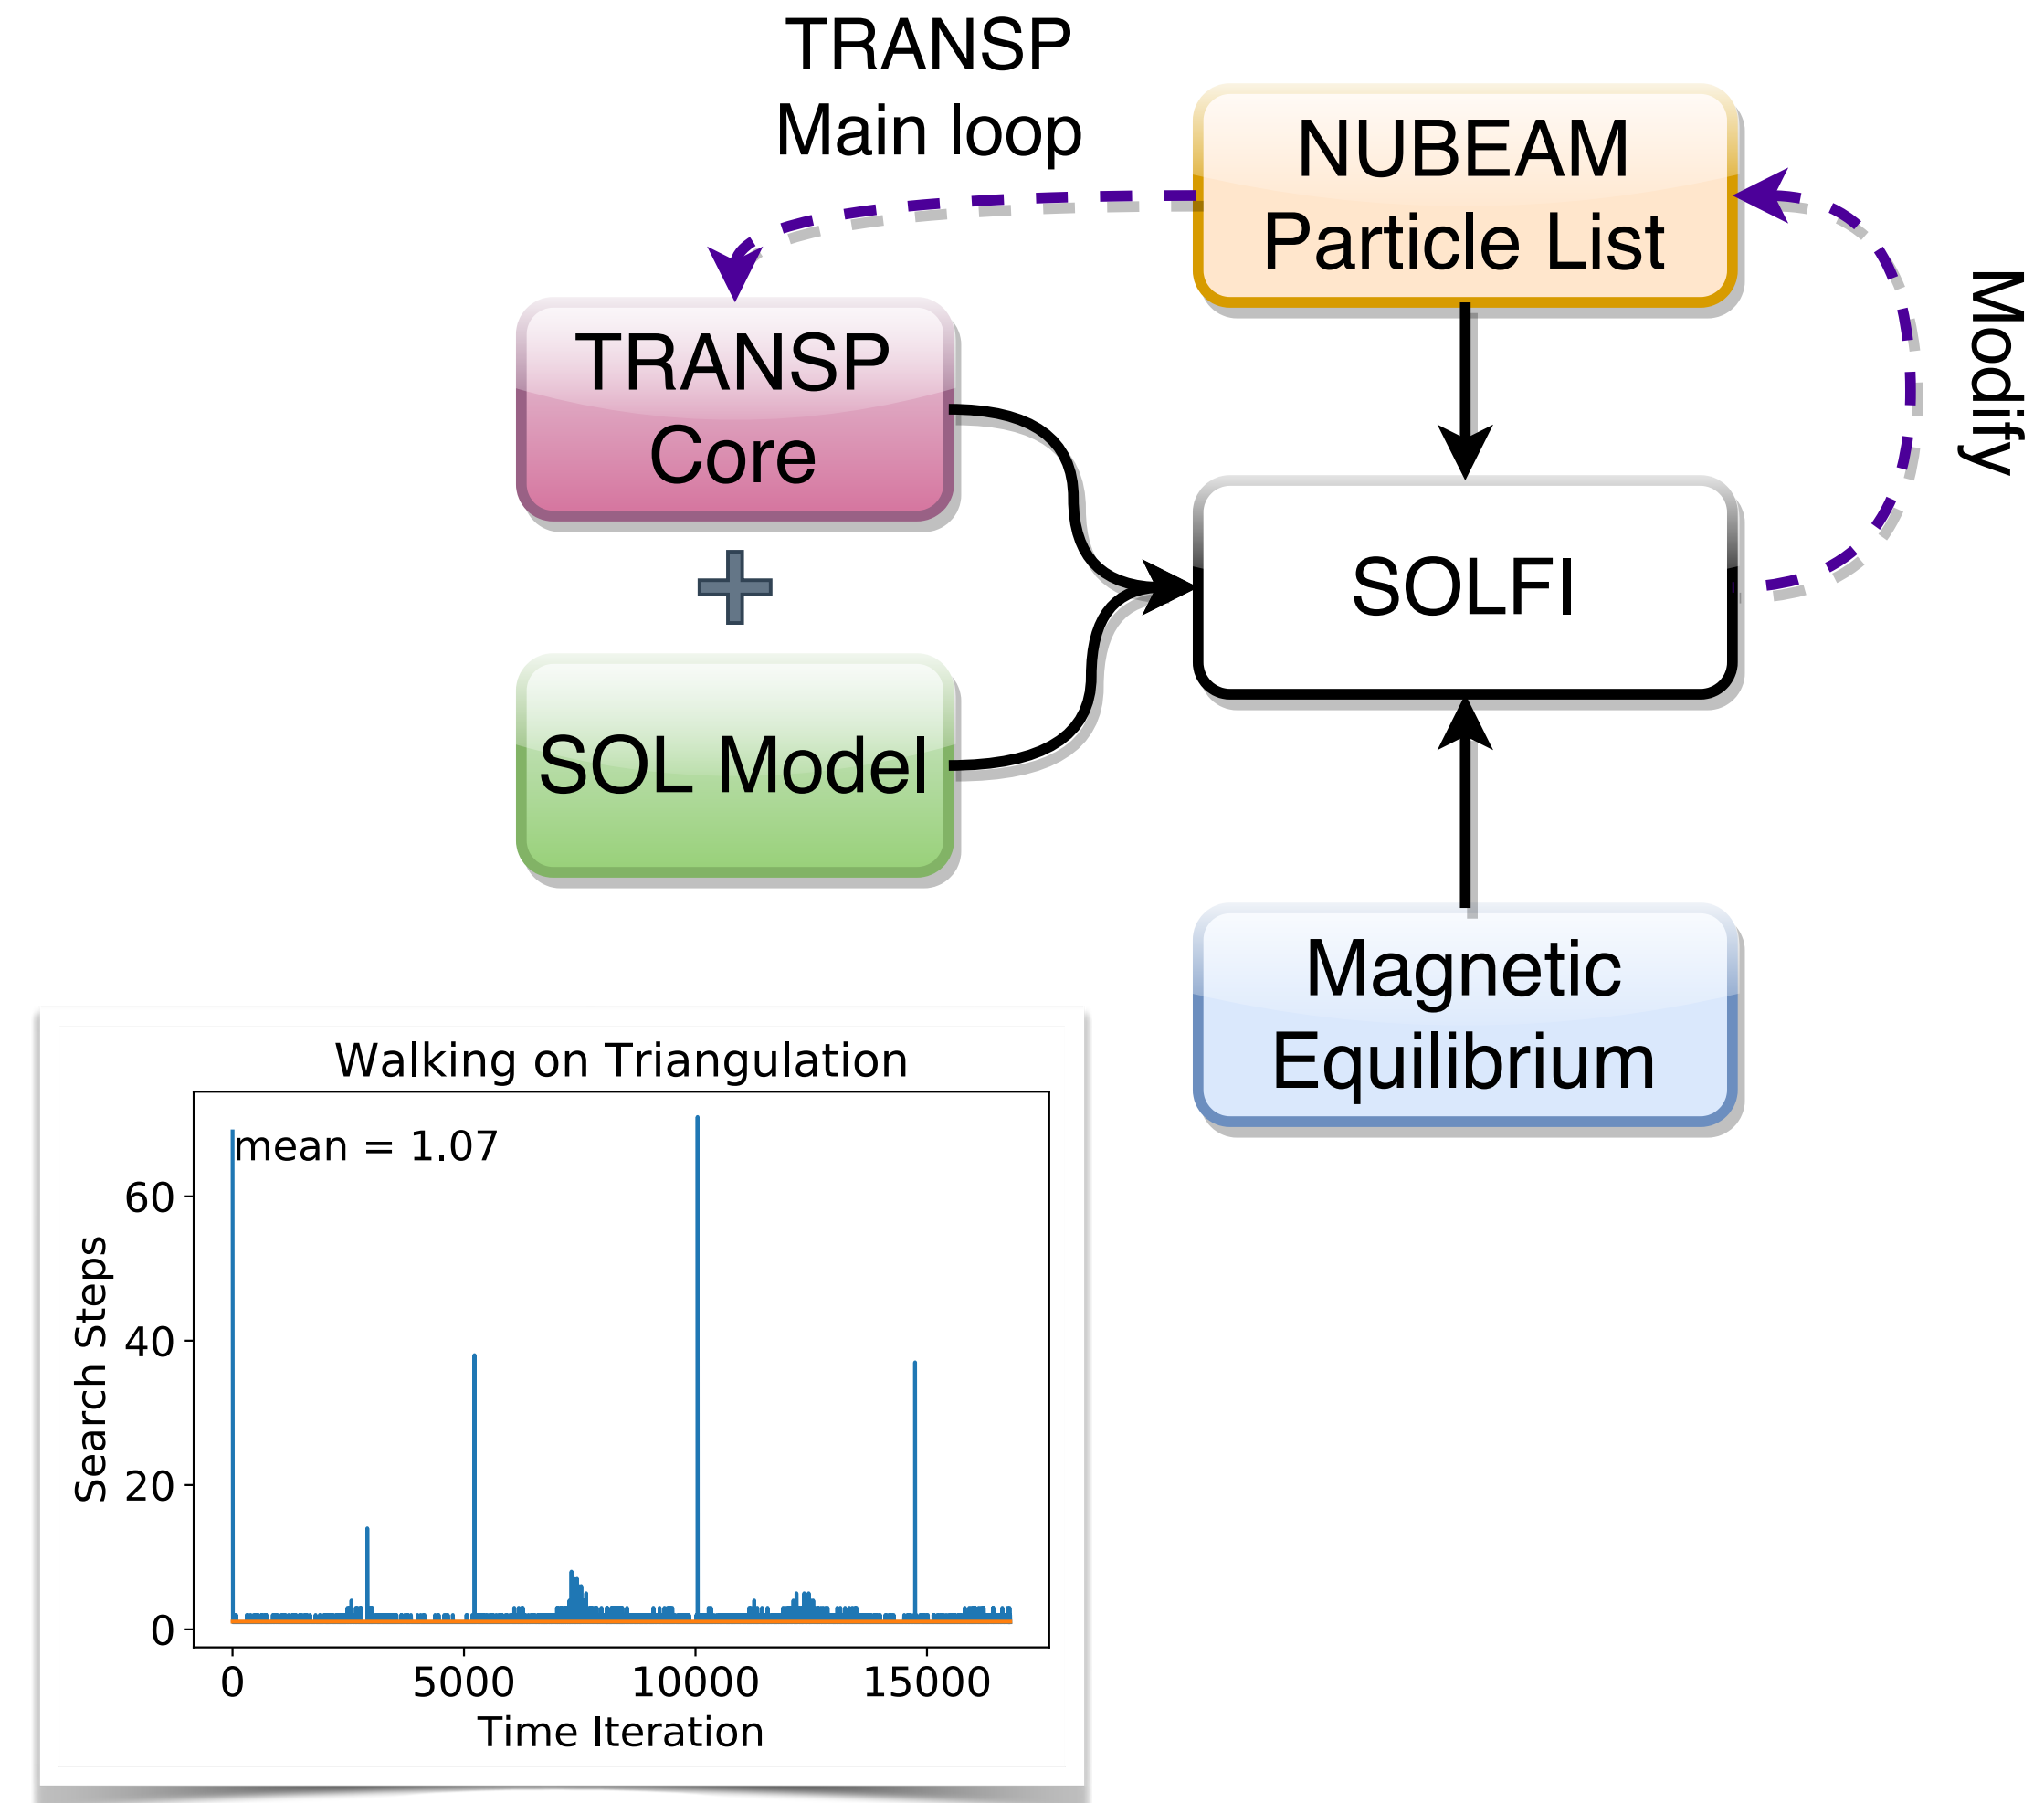 TRANSP
Main loop
NUBEAM
Particle List
Modify
TRANSP
Core
SOLFI
SOL Model
Magnetic
Equilibrium
Walking on Triangulation
mean = 1.07
60
40
20
0
Search Steps
0 5000 10000 15000
Time Iteration